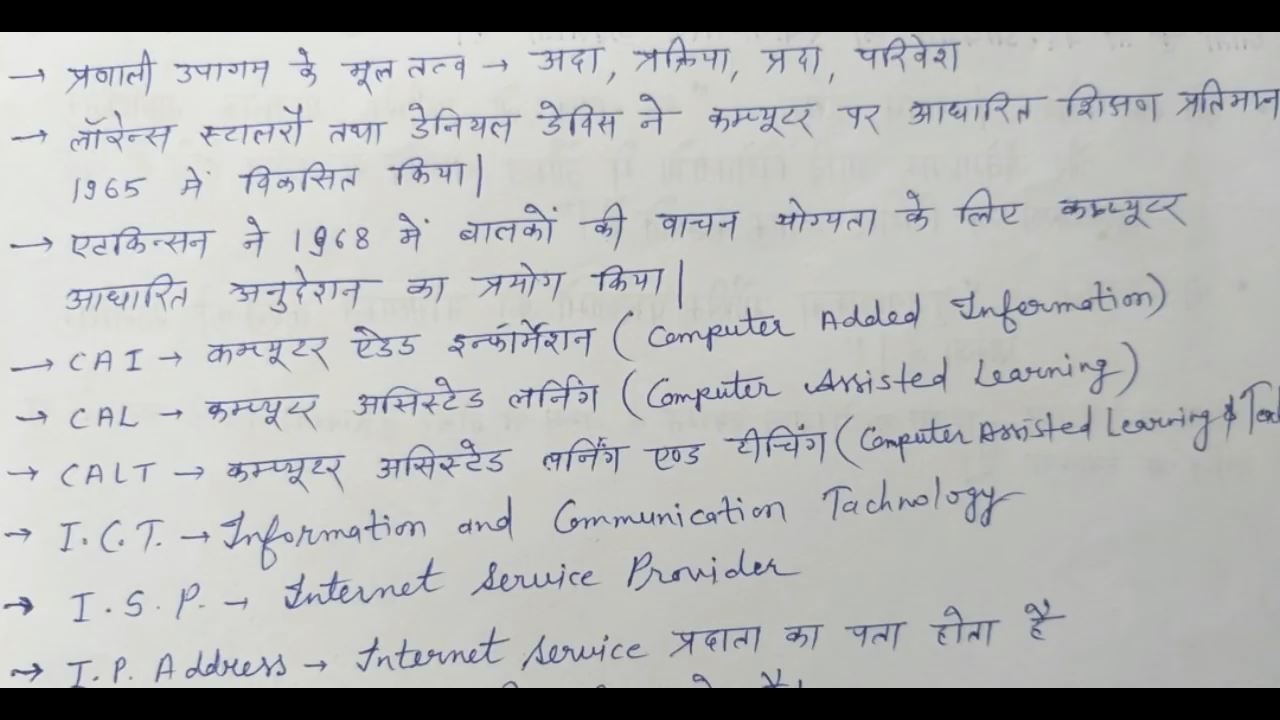 → प्रणाली उपागम के मूल तत्व → अदा, प्रक्रिया, प्रदा, परिवेश
→ लॉरेन्स स्टालरौ तथा डेनियल डेविस ने कम्प्यूटर पर आधारित शिक्षण प्रतिमान
1965 में विकसित किया|
→ एटकिन्सन ने 1968 में बालकों की वाचन योग्यता के लिए कम्प्यूटर
आधारित अनुदेशन का प्रयोग किया|
→ CAI → कम्प्यूटर ऐडेड इन्फॉर्मेशन (Computer Added Information)
→ CAL → कम्प्यूटर असिस्टेड लर्निंग (Computer Assisted Learning)
→ CALT → कम्प्यूटर असिस्टेड लर्निंग एण्ड टीचिंग (Computer Assisted Learning &
→ I.C.T. → Information and Communication Tachnology
→ I.S.P. → Internet Service Provider
→ I.P. Address → Internet Service प्रदाता का पता होता है